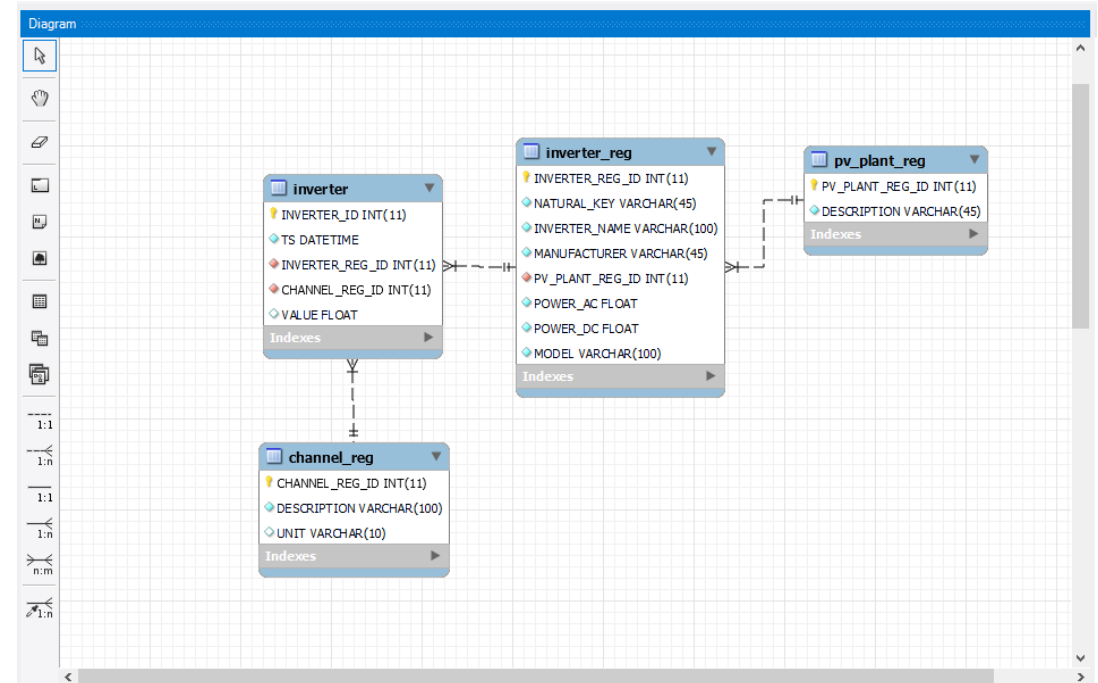 Diagram
inverter
INVERTER_ID INT(11)
TS DATETIME
INVERTER_REG_ID INT(11)
CHANNEL_REG_ID INT(11)
VALUE FLOAT
Indexes
inverter_reg
INVERTER_REG_ID INT(11)
NATURAL_KEY VARCHAR(45)
INVERTER_NAME VARCHAR(100)
MANUFACTURER VARCHAR(45)
PV_PLANT_REG_ID INT(11)
POWER_AC FLOAT
POWER_DC FLOAT
MODEL VARCHAR(100)
Indexes
pv_plant_reg
PV_PLANT_REG_ID INT(11)
DESCRIPTION VARCHAR(45)
Indexes
channel_reg
CHANNEL_REG_ID INT(11)
DESCRIPTION VARCHAR(100)
UNIT VARCHAR(10)
Indexes
1:1
1:n
1:1
1:n
n:m
1:n